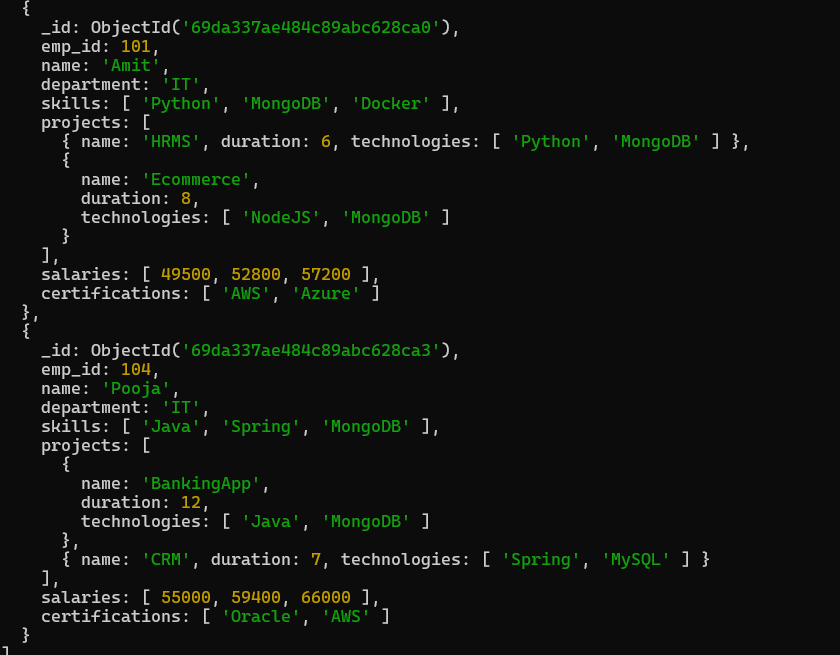 {
_id: ObjectId('69da337ae484c89abc628ca0'),
emp_id: 101,
name: 'Amit',
department: 'IT',
skills: [ 'Python', 'MongoDB', 'Docker' ],
projects: [
{ name: 'HRMS', duration: 6, technologies: [ 'Python', 'MongoDB' ] },
{
name: 'Ecommerce',
duration: 8,
technologies: [ 'NodeJS', 'MongoDB' ]
}
],
salaries: [ 49500, 52800, 57200 ],
certifications: [ 'AWS', 'Azure' ]
},
{
_id: ObjectId('69da337ae484c89abc628ca3'),
emp_id: 104,
name: 'Pooja',
department: 'IT',
skills: [ 'Java', 'Spring', 'MongoDB' ],
projects: [
{
name: 'BankingApp',
duration: 12,
technologies: [ 'Java', 'MongoDB' ]
},
{ name: 'CRM', duration: 7, technologies: [ 'Spring', 'MySQL' ] }
],
salaries: [ 55000, 59400, 66000 ],
certifications: [ 'Oracle', 'AWS' ]
}
]